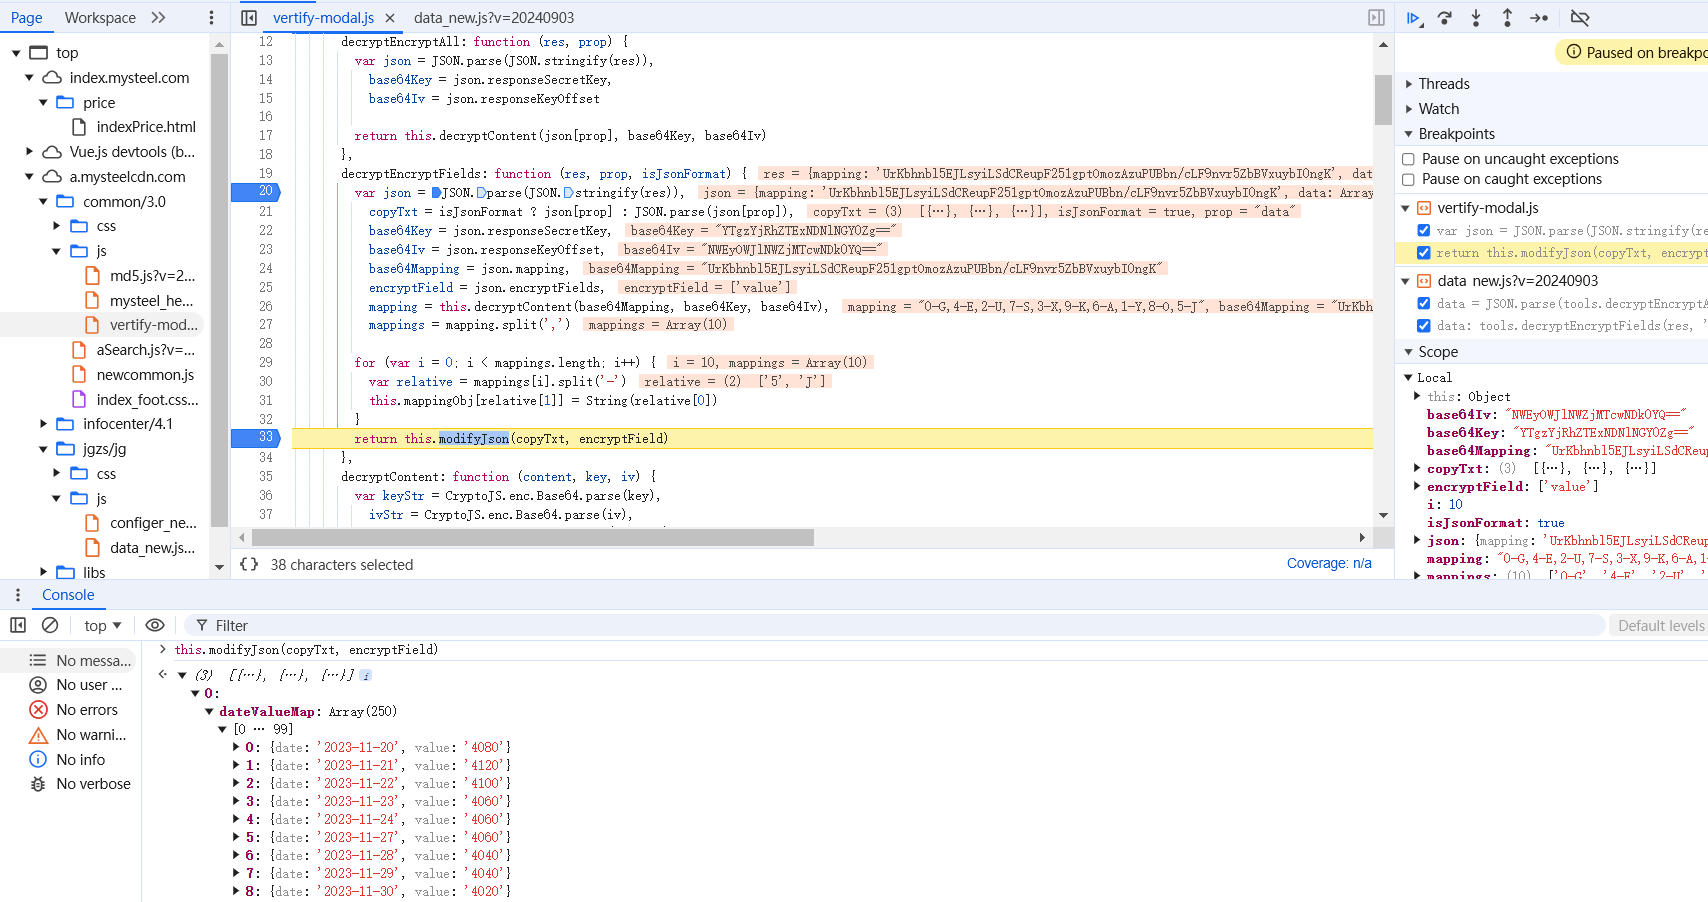 Page
Workspace
vertify-modal.js
data_new.js?v=20240903
top
index.mysteel.com
price
indexPrice.html
Vue.js devtools (b...
a.mysteelcdn.com
common/3.0
css
js
md5.js?v=2...
mysteel_he...
vertify-mod...
aSearch.js?v=...
newcommon.js
index_foot.css...
infocenter/4.1
jgzs/jg
css
js
configer_ne...
data_new.js...
libs
12 decryptEncryptAll: function (res, prop) {
13 var json = JSON.parse(JSON.stringify(res)),
14 base64Key = json.responseSecretKey,
15 base64Iv = json.responseKeyOffset
16
17 return this.decryptContent(json[prop], base64Key, base64Iv)
18 },
19 decryptEncryptFields: function (res, prop, isJsonFormat) { res = {mapping: 'UrKbhnbl5EJLsyiLSdCReupF251gptOmozAzuPUBbn/cLF9nvr5ZbBVxuybIOngK', dat
20 var json = JSON.parse(JSON.stringify(res)), json = {mapping: 'UrKbhnbl5EJLsyiLSdCReupF251gptOmozAzuPUBbn/cLF9nvr5ZbBVxuybIOngK', data: Array
21 copyTxt = isJsonFormat ? json[prop] : JSON.parse(json[prop]), copyTxt = (3) [{…}, {…}, {…}], isJsonFormat = true, prop = "data"
22 base64Key = json.responseSecretKey, base64Key = "YTgzYjRhZTExNDNlNGYOZg=="
23 base64Iv = json.responseKeyOffset, base64Iv = "NWEyOWJlNWZjMTcwNDkOYQ=="
24 base64Mapping = json.mapping, base64Mapping = "UrKbhnbl5EJLsyiLSdCReupF251gptOmozAzuPUBbn/cLF9nvr5ZbBVxuybIOngK"
25 encryptField = json.encryptFields, encryptField = ['value']
26 mapping = this.decryptContent(base64Mapping, base64Key, base64Iv), mapping = "0-G,4-E,2-U,7-S,3-X,9-K,6-A,1-Y,8-O,5-J", base64Mapping = "UrKbh
27 mappings = mapping.split(',') mappings = Array(10)
28
29 for (var i = 0; i < mappings.length; i++) { i = 10, mappings = Array(10)
30 var relative = mappings[i].split('-') relative = (2) ['5', 'J']
31 this.mappingObj[relative[1]] = String(relative[0])
32 }
33 return this.modifyJson(copyTxt, encryptField)
34 },
35 decryptContent: function (content, key, iv) {
36 var keyStr = CryptoJS.enc.Base64.parse(key),
37 ivStr = CryptoJS.enc.Base64.parse(iv),
{} 38 characters selected
Coverage: n/a
Paused on breakpo
Threads
Watch
Breakpoints
Pause on uncaught exceptions
Pause on caught exceptions
vertify-modal.js
var json = JSON.parse(JSON.stringify(re
return this.modifyJson(copyTxt, encrypt
data_new.js?v=20240903
data = JSON.parse(tools.decryptEncryptA
data: tools.decryptEncryptFields(res, '
Scope
Local
this: Object
base64Iv: "NWEyOWJlNWZjMTcwNDkOYQ=="
base64Key: "YTgzYjRhZTExNDNlNGYOZg=="
base64Mapping: "UrKbhnbl5EJLsyiLSdCReup
copyTxt: (3) [{…}, {…}, {…}]
encryptField: ['value']
i: 10
isJsonFormat: true
json: {mapping: 'UrKbhnbl5EJLsyiLSdCReup
mapping: "0-G,4-E,2-U,7-S,3-X,9-K,6-A,1-
mappings: (10) ['0-G', '4-E', '2-U', '
Console
top
Filter
Default levels
No messa...
No user ...
No errors
No warni...
No info
No verbose
this.modifyJson(copyTxt, encryptField)
(3) [{…}, {…}, {…}] i
0:
dateValueMap: Array(250)
[0 … 99]
0: {date: '2023-11-20', value: '4080'}
1: {date: '2023-11-21', value: '4120'}
2: {date: '2023-11-22', value: '4100'}
3: {date: '2023-11-23', value: '4060'}
4: {date: '2023-11-24', value: '4060'}
5: {date: '2023-11-27', value: '4060'}
6: {date: '2023-11-28', value: '4040'}
7: {date: '2023-11-29', value: '4040'}
8: {date: '2023-11-30', value: '4020'}